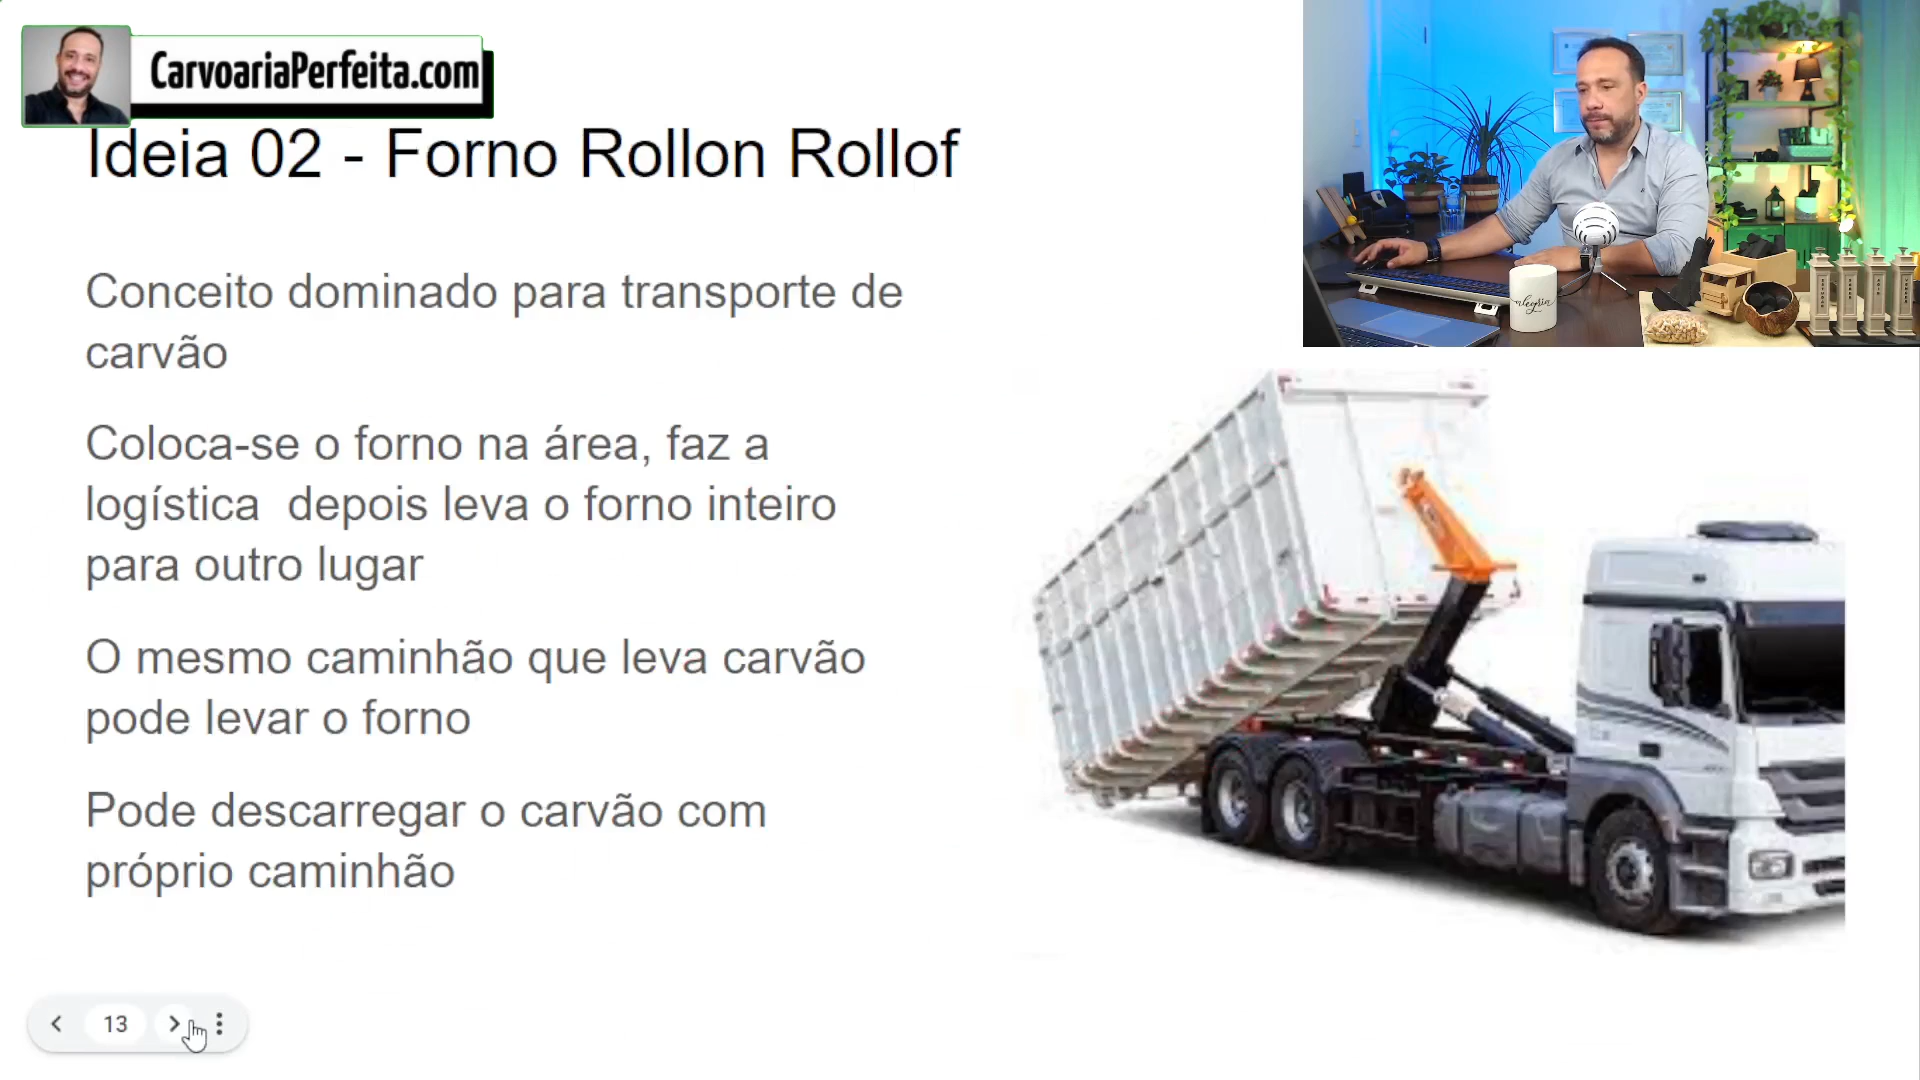 CarvoariaPerfeita.com
Ideia 02 - Forno Rollon Rollof
Conceito dominado para transporte de
carvão
Coloca-se o forno na área, faz a
logística  depois leva o forno inteiro
para outro lugar
O mesmo caminhão que leva carvão
pode levar o forno
Pode descarregar o carvão com
próprio caminhão
13
alegria